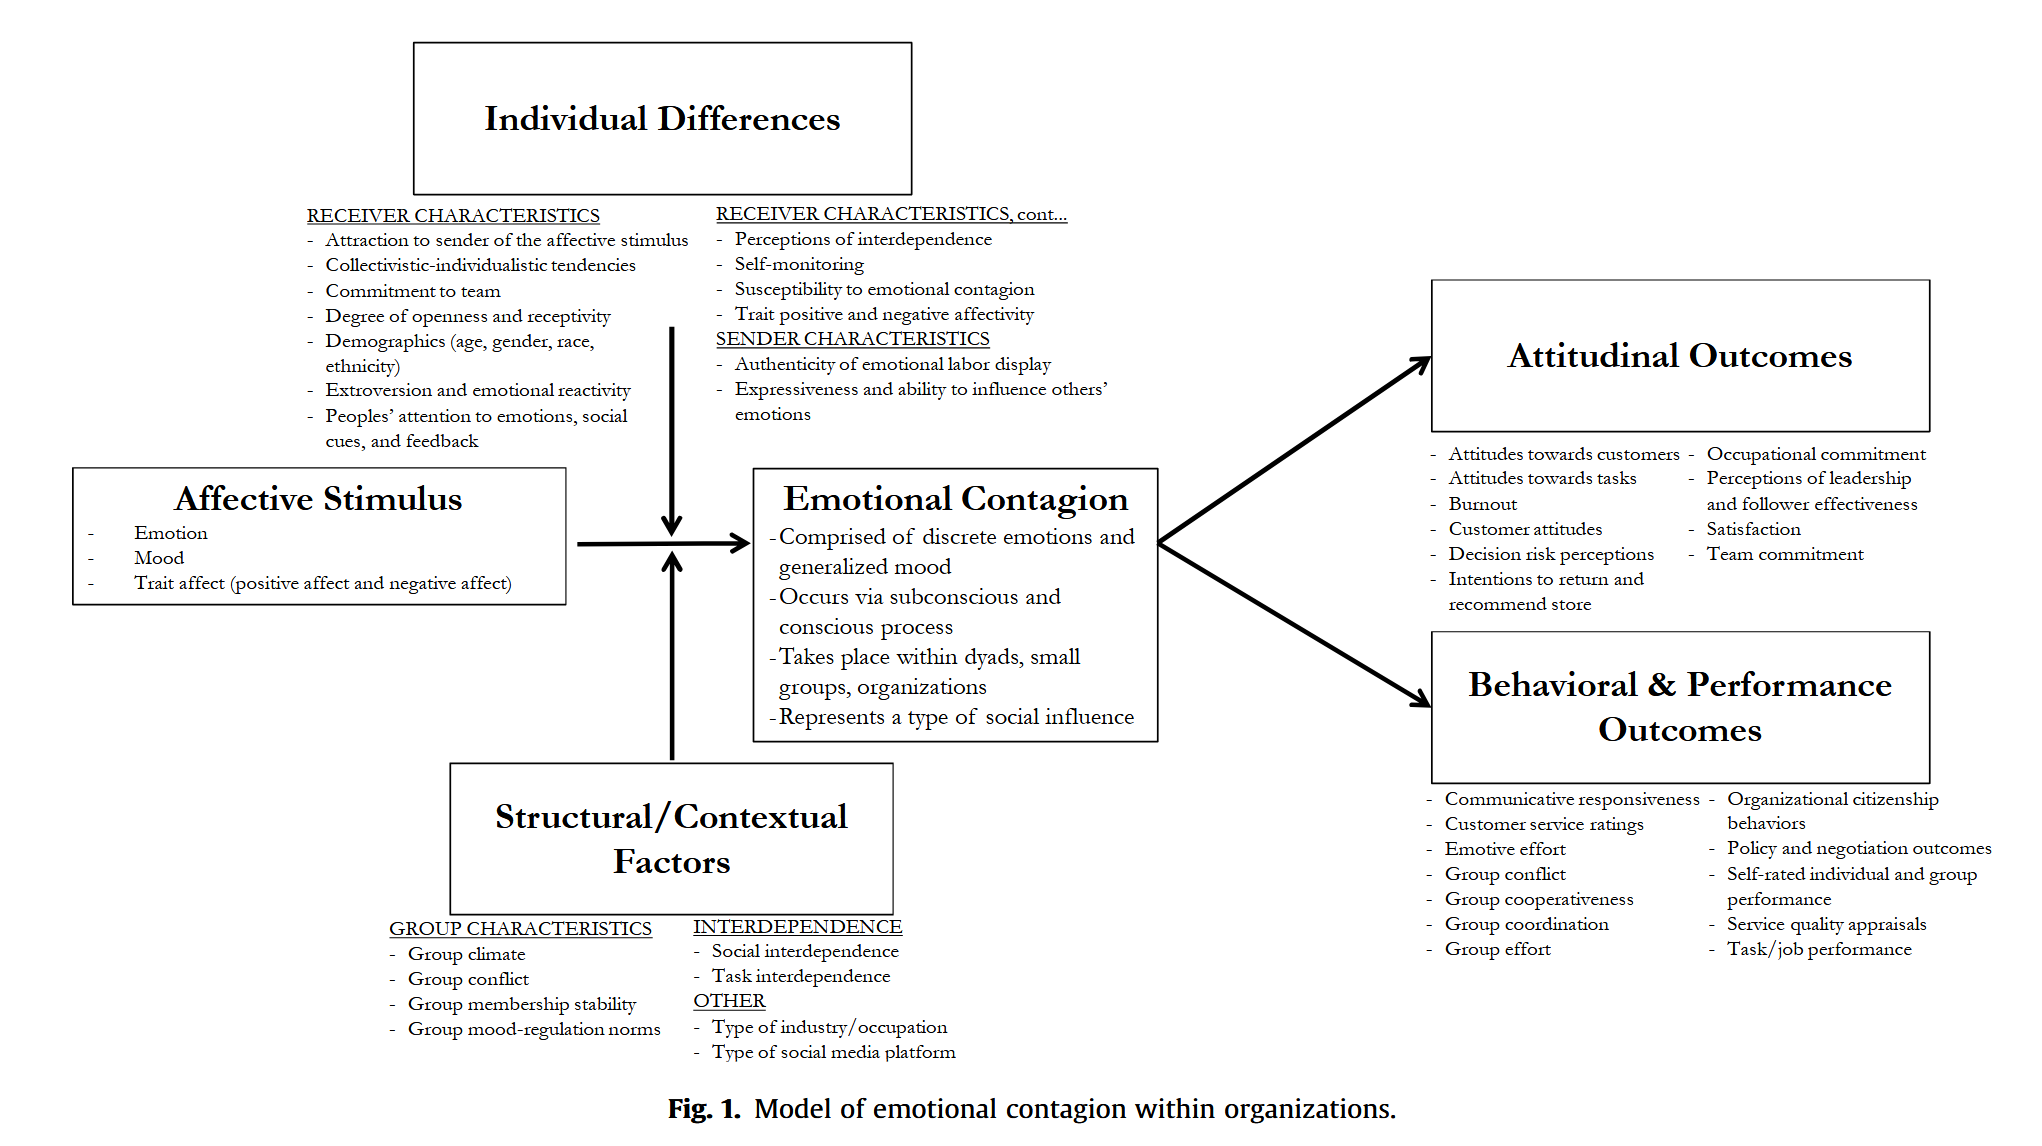 Individual Differences
RECEIVER CHARACTERISTICS
- Attraction to sender of the affective stimulus
- Collectivistic-individualistic tendencies
- Commitment to team
- Degree of openness and receptivity
- Demographics (age, gender, race,
ethnicity)
- Extroversion and emotional reactivity
- Peoples' attention to emotions, social
cues, and feedback
RECEIVER CHARACTERISTICS, cont...
- Perceptions of interdependence
- Self-monitoring
- Susceptibility to emotional contagion
- Trait positive and negative affectivity
SENDER CHARACTERISTICS
- Authenticity of emotional labor display
- Expressiveness and ability to influence others'
emotions
Affective Stimulus
- Emotion
- Mood
- Trait affect (positive affect and negative affect)
Emotional Contagion
- Comprised of discrete emotions and
generalized mood
- Occurs via subconscious and
conscious process
- Takes place within dyads, small
groups, organizations
- Represents a type of social influence
Structural/Contextual
Factors
GROUP CHARACTERISTICS
- Group climate
- Group conflict
- Group membership stability
- Group mood-regulation norms
INTERDEPENDENCE
- Social interdependence
- Task interdependence
OTHER
- Type of industry/occupation
- Type of social media platform
Attitudinal Outcomes
- Attitudes towards customers
- Attitudes towards tasks
- Burnout
- Customer attitudes
- Decision risk perceptions
- Intentions to return and
recommend store
- Occupational commitment
- Perceptions of leadership
and follower effectiveness
- Satisfaction
- Team commitment
Behavioral & Performance
Outcomes
- Communicative responsiveness
- Customer service ratings
- Emotive effort
- Group conflict
- Group cooperativeness
- Group coordination
- Group effort
- Organizational citizenship
behaviors
- Policy and negotiation outcomes
- Self-rated individual and group
performance
- Service quality appraisals
- Task/job performance
Fig. 1. Model of emotional contagion within organizations.